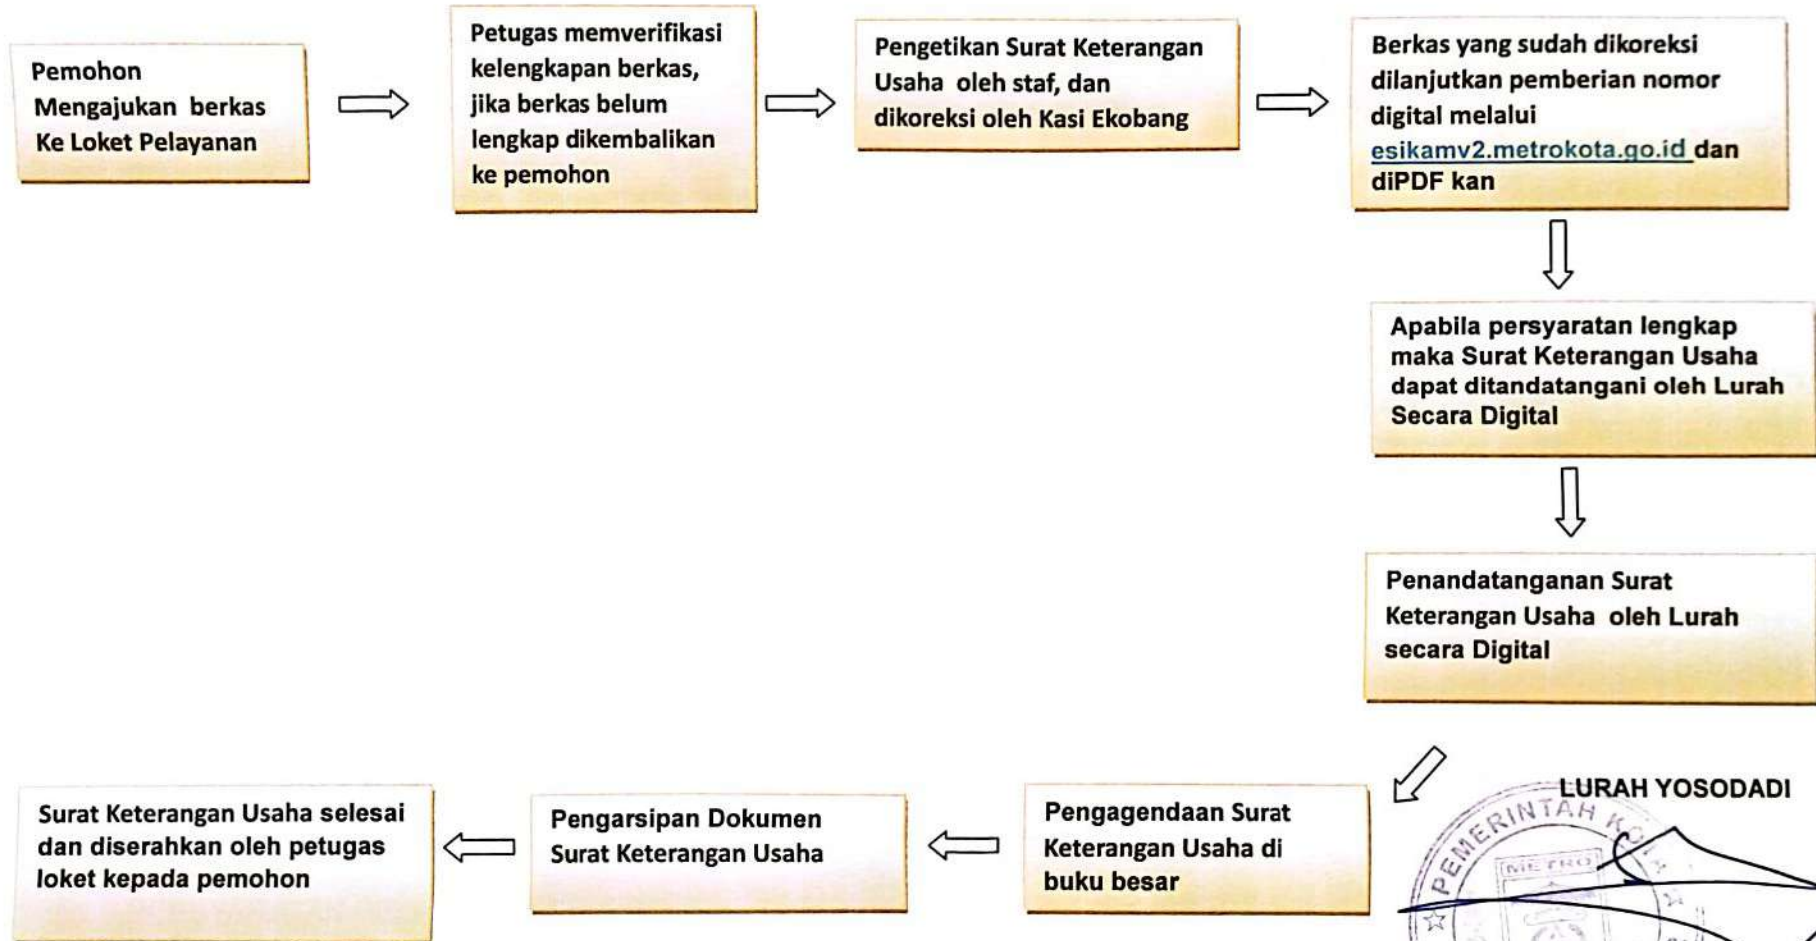 Pemohon
Mengajukan berkas
Ke Loket Pelayanan
Petugas memverifikasi
kelengkapan berkas,
jika berkas belum
lengkap dikembalikan
ke pemohon
Pengetikan Surat Keterangan
Usaha oleh staf, dan
dikoreksi oleh Kasi Ekobang
Berkas yang sudah dikoreksi
dilanjutkan pemberian nomor
digital melalui
esikamv2.metrokota.go.id dan
diPDF kan
Apabila persyaratan lengkap
maka Surat Keterangan Usaha
dapat ditandatangani oleh Lurah
Secara Digital
Penandatanganan Surat
Keterangan Usaha oleh Lurah
secara Digital
Pengagendaan Surat
Keterangan Usaha di
buku besar
Pengarsipan Dokumen
Surat Keterangan Usaha
Surat Keterangan Usaha selesai
dan diserahkan oleh petugas
loket kepada pemohon
LURAH YOSODADI
PEMERINTAH KOTA
METRO